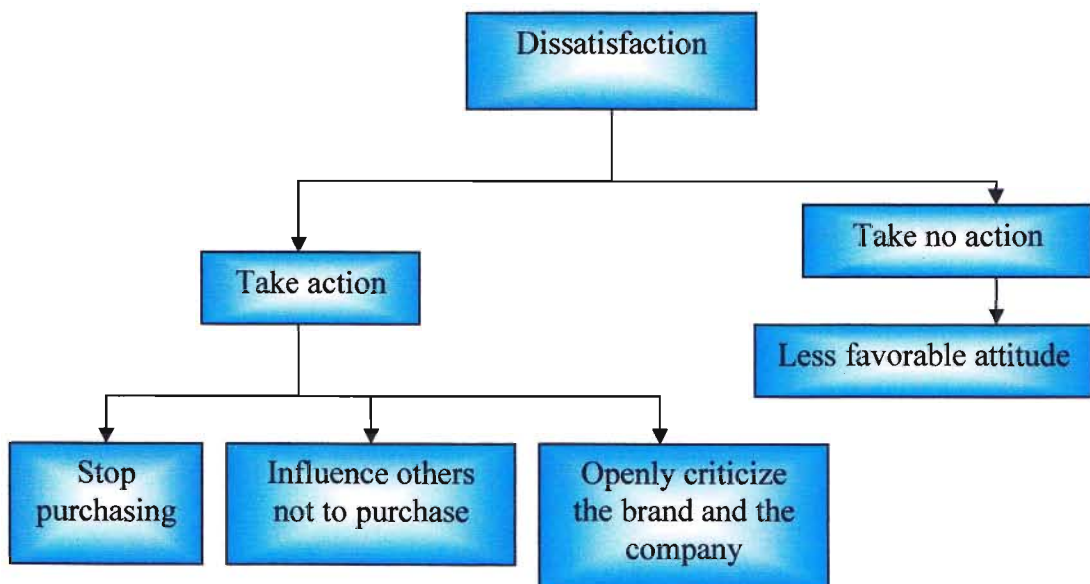 Dissatisfaction
Take action
Take no action
Less favorable attitude
Stop
purchasing
Influence others
not to purchase
Openly criticize
the brand and the
company